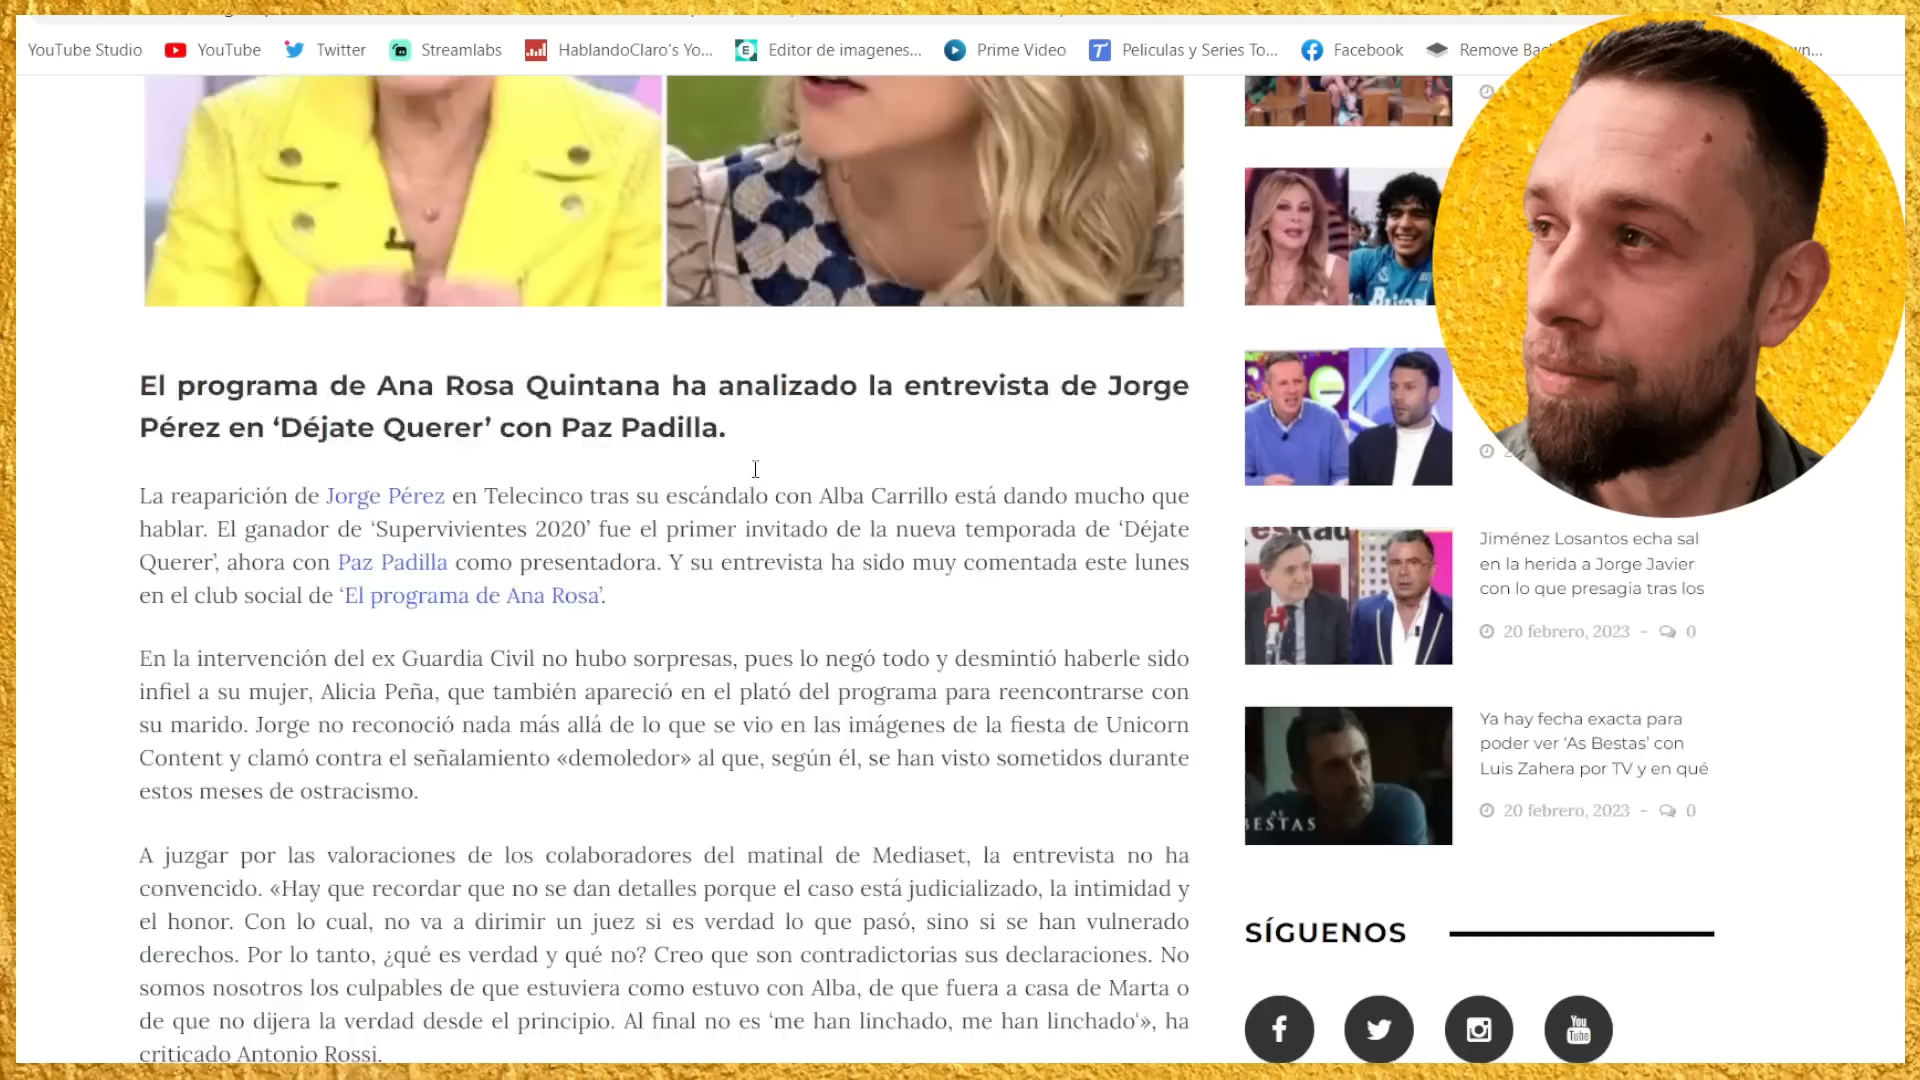 YouTube Studio YouTube Twitter Streamlabs HablandoClaro's Yo... Editor de imagenes... Prime Video Peliculas y Series To... Facebook Remove
El programa de Ana Rosa Quintana ha analizado la entrevista de Jorge
Pérez en ‘Déjate Querer’ con Paz Padilla.
La reaparición de Jorge Pérez en Telecinco tras su escándalo con Alba Carrillo está dando mucho que
hablar. El ganador de ‘Supervivientes 2020’ fue el primer invitado de la nueva temporada de ‘Déjate
Querer’, ahora con Paz Padilla como presentadora. Y su entrevista ha sido muy comentada este lunes
en el club social de ‘El programa de Ana Rosa’.
En la intervención del ex Guardia Civil no hubo sorpresas, pues lo negó todo y desmintió haberle sido
infiel a su mujer, Alicia Peña, que también apareció en el plató del programa para reencontrarse con
su marido. Jorge no reconoció nada más allá de lo que se vio en las imágenes de la fiesta de Unicorn
Content y clamó contra el señalamiento «demoledor» al que, según él, se han visto sometidos durante
estos meses de ostracismo.
A juzgar por las valoraciones de los colaboradores del matinal de Mediaset, la entrevista no ha
convencido. «Hay que recordar que no se dan detalles porque el caso está judicializado, la intimidad y
el honor. Con lo cual, no va a dirimir un juez si es verdad lo que pasó, sino si se han vulnerado
derechos. Por lo tanto, ¿qué es verdad y qué no? Creo que son contradictorias sus declaraciones. No
somos nosotros los culpables de que estuviera como estuvo con Alba, de que fuera a casa de Marta o
de que no dijera la verdad desde el principio. Al final no es ‘me han linchado, me han linchado‘», ha
criticado Antonio Rossi.
Jiménez Losantos echa sal
en la herida a Jorge Javier
con lo que presagia tras los
20 febrero, 2023 - 0
BESTAS
Ya hay fecha exacta para
poder ver ‘As Bestas’ con
Luis Zahera por TV y en qué
20 febrero, 2023 - 0
SÍGUENOS
You
Tube